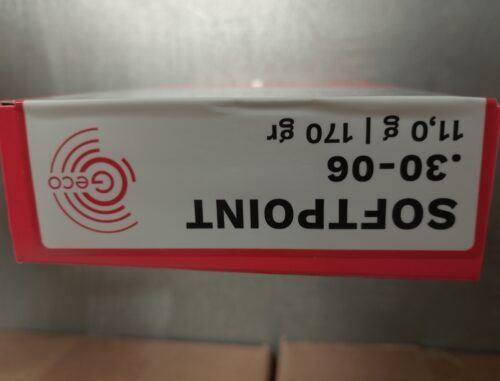 SOFTPOINT
.30-06
11,0 g | 170 gr
Geco